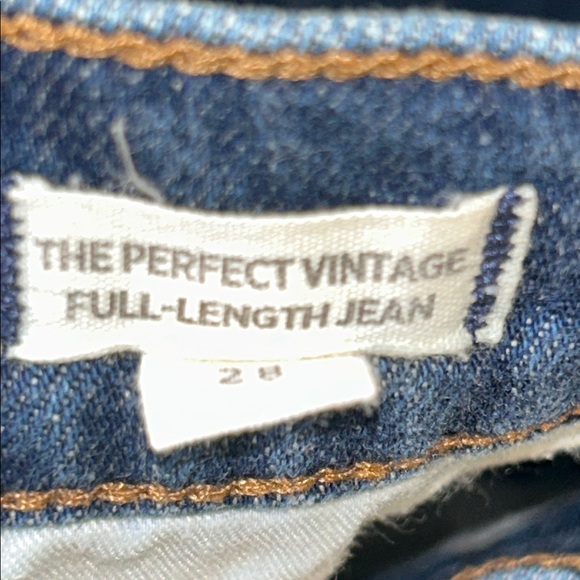 THE PERFECT VINTAGE
FULL-LENGTH JEAN
28